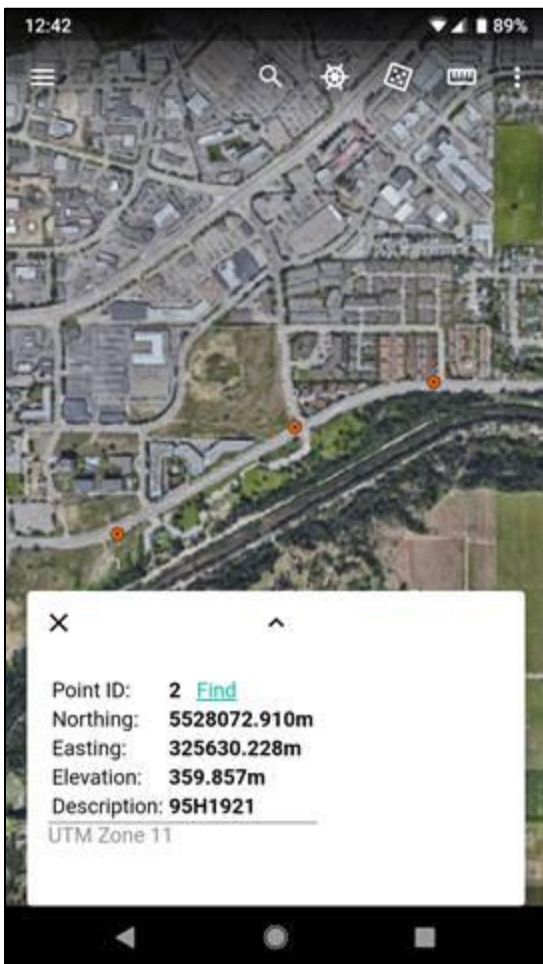 12:42
89%
Point ID: 2 Find
Northing: 5528072.910m
Easting: 325630.228m
Elevation: 359.857m
Description: 95H1921
UTM Zone 11